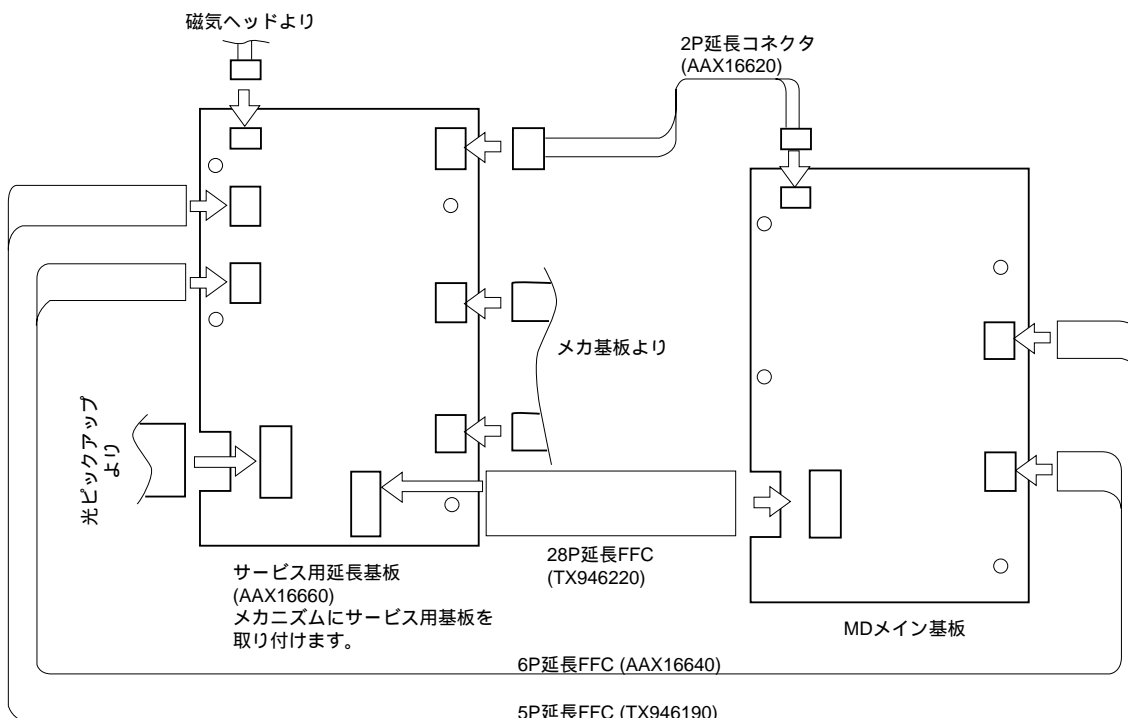 磁気ヘッドより
2P延長コネクタ
(AAX16620)
メカ基板より
光ピックアップ
より
28P延長FFC
(TX946220)
サービス用延長基板
(AAX16660)
メカニズムにサービス用基板を
取り付けます。
MDメイン基板
6P延長FFC (AAX16640)
5P延長FFC (TX946190)